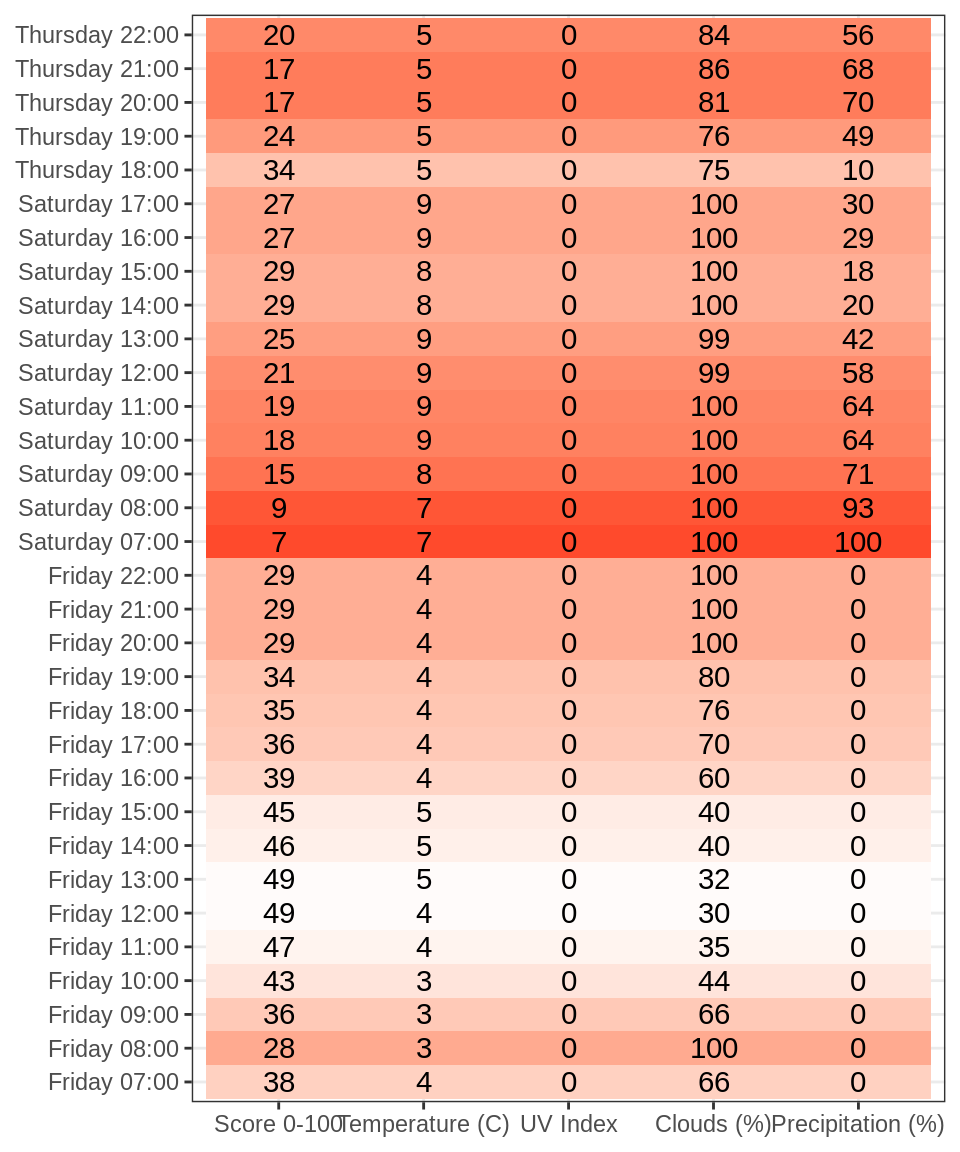 Thursday 22:00 20 5 0 84 56
Thursday 21:00 17 5 0 86 68
Thursday 20:00 17 5 0 81 70
Thursday 19:00 24 5 0 76 49
Thursday 18:00 34 5 0 75 10
Saturday 17:00 27 9 0 100 30
Saturday 16:00 27 9 0 100 29
Saturday 15:00 29 8 0 100 18
Saturday 14:00 29 8 0 100 20
Saturday 13:00 25 9 0 99 42
Saturday 12:00 21 9 0 99 58
Saturday 11:00 19 9 0 100 64
Saturday 10:00 18 9 0 100 64
Saturday 09:00 15 8 0 100 71
Saturday 08:00 9 7 0 100 93
Saturday 07:00 7 7 0 100 100
Friday 22:00 29 4 0 100 0
Friday 21:00 29 4 0 100 0
Friday 20:00 29 4 0 100 0
Friday 19:00 34 4 0 80 0
Friday 18:00 35 4 0 76 0
Friday 17:00 36 4 0 70 0
Friday 16:00 39 4 0 60 0
Friday 15:00 45 5 0 40 0
Friday 14:00 46 5 0 40 0
Friday 13:00 49 5 0 32 0
Friday 12:00 49 4 0 30 0
Friday 11:00 47 4 0 35 0
Friday 10:00 43 3 0 44 0
Friday 09:00 36 3 0 66 0
Friday 08:00 28 3 0 100 0
Friday 07:00 38 4 0 66 0
Score 0-100 Temperature (C) UV Index Clouds (%) Precipitation (%)